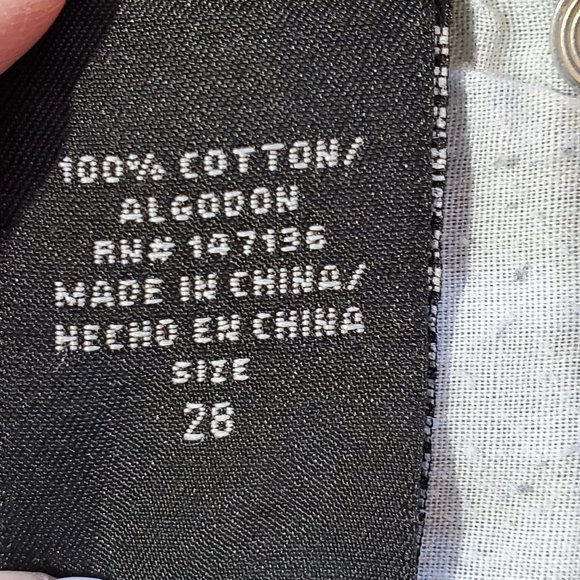 100% COTTON/
ALGODON
RN# 147136
MADE IN CHINA/
HECHO EN CHINA
SIZE
28